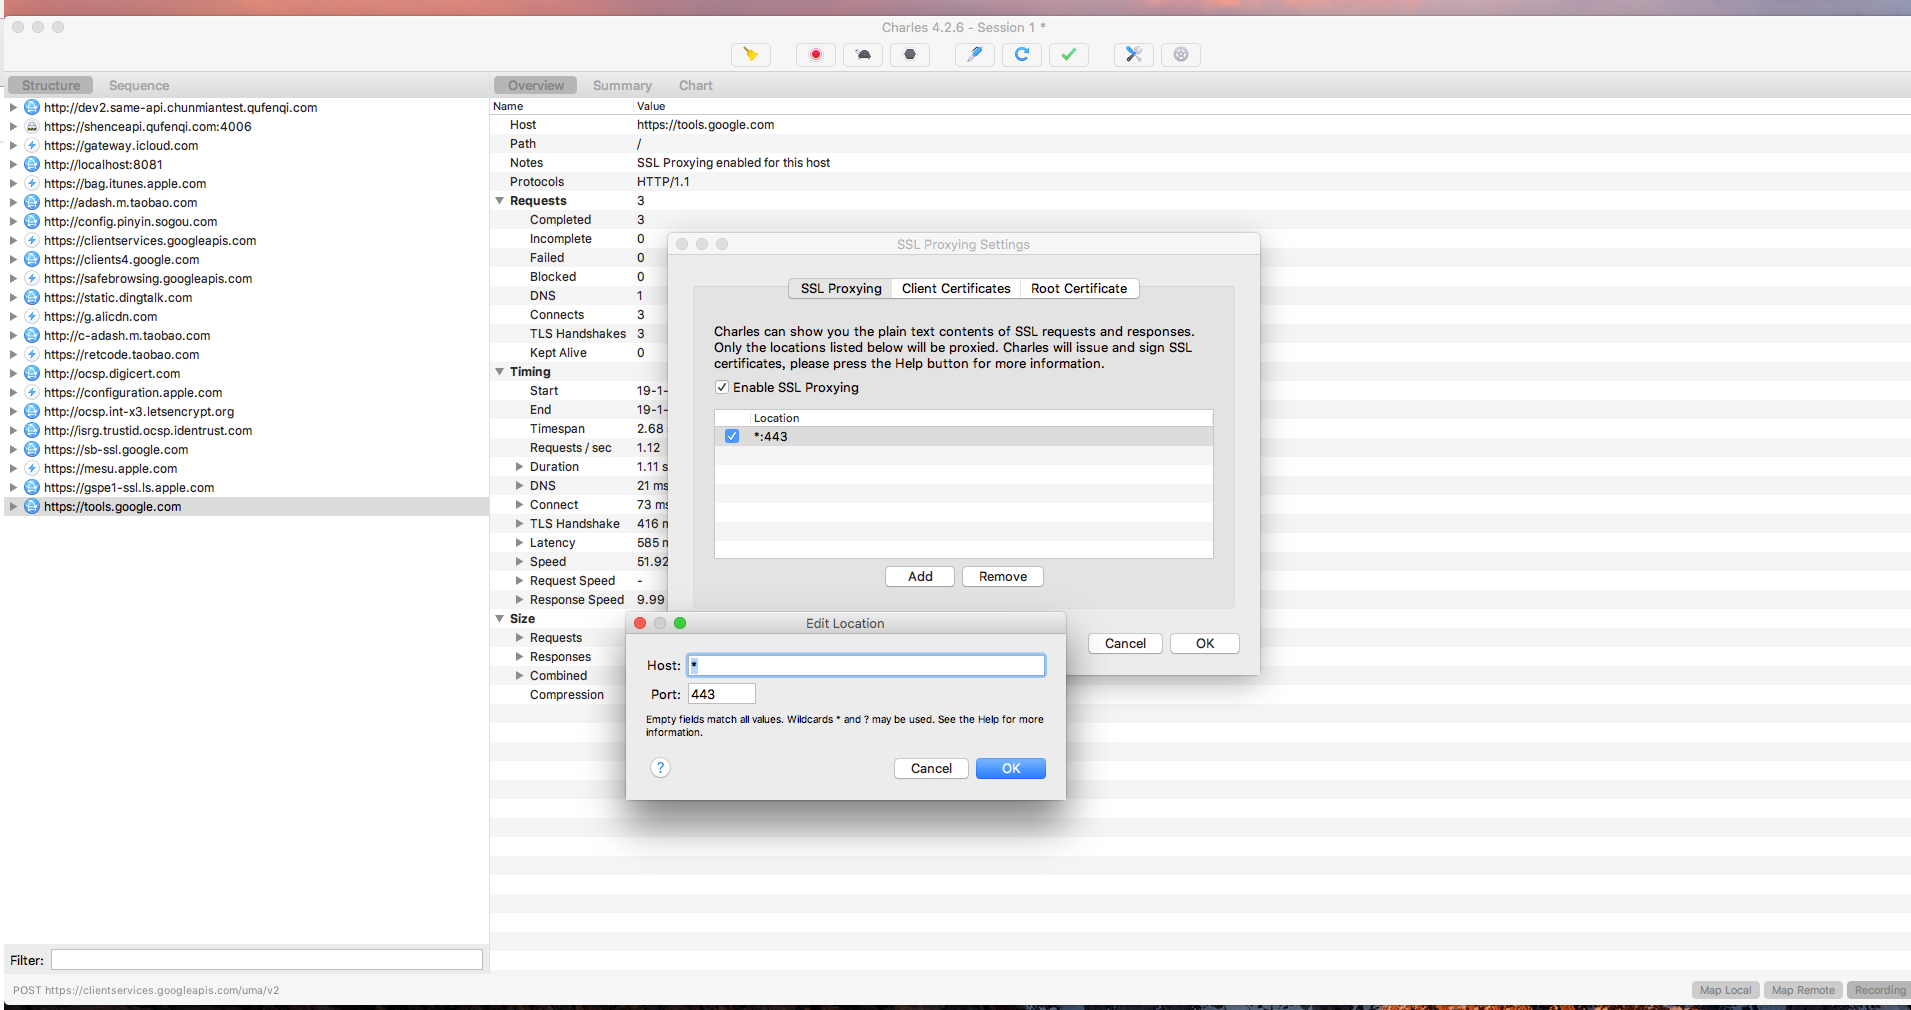 Charles 4.2.6 - Session 1 *
Structure Sequence
http://dev2.same-api.chunmiantest.qufenqi.com
https://shenceapi.qufenqi.com:4006
https://gateway.icloud.com
http://localhost:8081
https://bag.itunes.apple.com
http://adash.m.taobao.com
http://config.pinyin.sogou.com
https://clientservices.googleapis.com
https://clients4.google.com
https://safebrowsing.googleapis.com
https://static.dingtalk.com
https://g.alicdn.com
http://c-adash.m.taobao.com
https://retcode.taobao.com
http://ocsp.digicert.com
https://configuration.apple.com
http://ocsp.int-x3.letsencrypt.org
http://isrg.trustid.ocsp.identrust.com
https://sb-ssl.google.com
https://mesu.apple.com
https://gspe1-ssl.ls.apple.com
https://tools.google.com
Filter:
POST https://clientservices.googleapis.com/uma/v2
Overview Summary Chart
Name Value
Host https://tools.google.com
Path /
Notes SSL Proxying enabled for this host
Protocols HTTP/1.1
Requests 3
Completed 3
Incomplete 0
Failed 0
Blocked 0
DNS 1
Connects 3
TLS Handshakes 3
Kept Alive 0
Timing
Start 19-1-
End 19-1-
Timespan 2.68
Requests / sec 1.12
Duration 1.11 s
DNS 21 ms
Connect 73 ms
TLS Handshake 416
Latency 585
Speed 51.92
Request Speed -
Response Speed 9.99
Size
Requests
Responses
Combined
Compression
SSL Proxying Settings
SSL Proxying Client Certificates Root Certificate
Charles can show you the plain text contents of SSL requests and responses.
Only the locations listed below will be proxied. Charles will issue and sign SSL
certificates, please press the Help button for more information.
Enable SSL Proxying
Location
*:443
Add Remove
Cancel OK
Edit Location
Host: *
Port: 443
Empty fields match all values. Wildcards * and ? may be used. See the Help for more
information.
? Cancel OK
Map Local Map Remote Recording